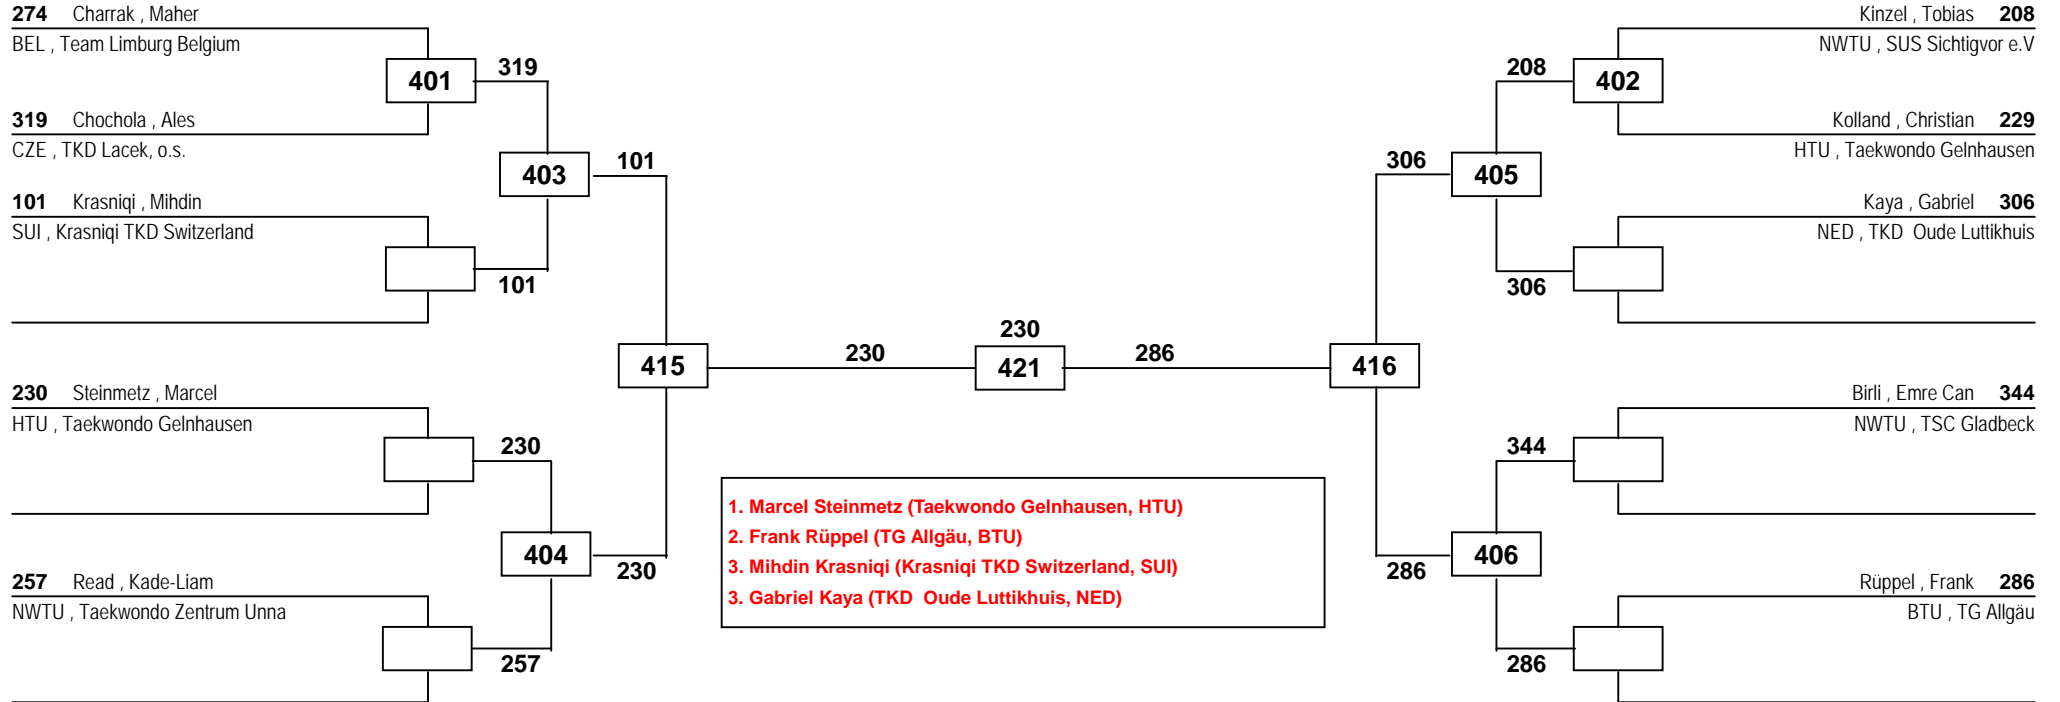 274 Charrak , Maher
BEL , Team Limburg Belgium
401
319
319 Chochola , Ales
CZE , TKD Lacek, o.s.
403
101
101 Krasniqi , Mihdin
SUI , Krasniqi TKD Switzerland
101
415
230
230 Steinmetz , Marcel
HTU , Taekwondo Gelnhausen
230
404
230
257 Read , Kade-Liam
NWTU , Taekwondo Zentrum Unna
257
230
421
286
1. Marcel Steinmetz (Taekwondo Gelnhausen, HTU)
2. Frank Rüppel (TG Allgäu, BTU)
3. Mihdin Krasniqi (Krasniqi TKD Switzerland, SUI)
3. Gabriel Kaya (TKD  Oude Luttikhuis, NED)
Kinzel , Tobias 208
NWTU , SUS Sichtigvor e.V
208
402
Kolland , Christian 229
HTU , Taekwondo Gelnhausen
306
405
Kaya , Gabriel 306
NED , TKD  Oude Luttikhuis
306
416
Birli , Emre Can 344
NWTU , TSC Gladbeck
344
286
406
Rüppel , Frank 286
BTU , TG Allgäu
286